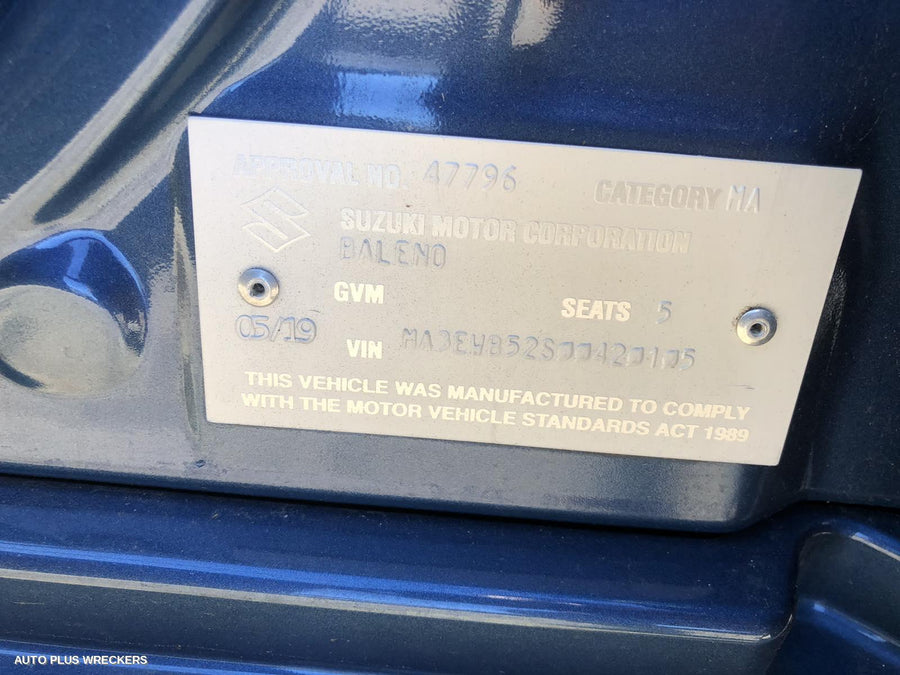 APPROVAL NO. 47796 CATEGORY MA
SUZUKI MOTOR CORPORATION
BALENO
GVM SEATS 5
05/19
VIN MA3EWB52S00420105
THIS VEHICLE WAS MANUFACTURED TO COMPLY
WITH THE MOTOR VEHICLE STANDARDS ACT 1989
AUTO PLUS WRECKERS